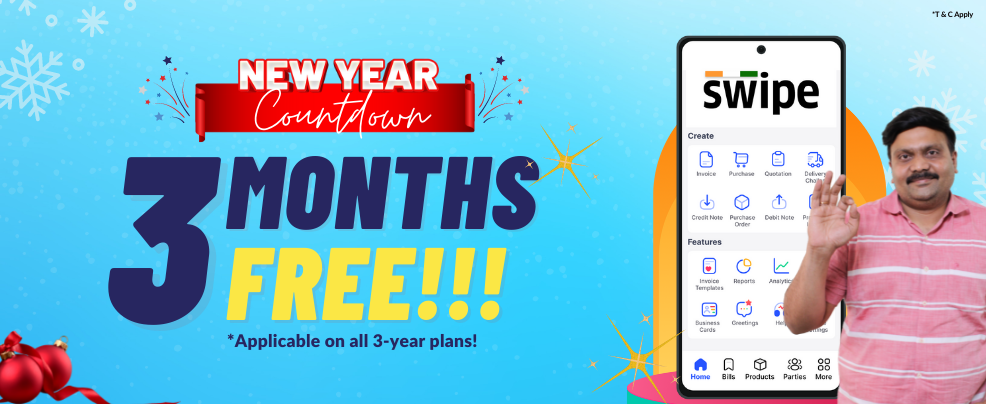 *T & C Apply
NEW YEAR
Countdown
3 MONTHS
FREE!!!
*Applicable on all 3-year plans!
swipe
Create
Invoice Purchase Quotation Delivery
Credit Note Purchase Debit Note
Order
Features
Invoice Reports
Templates
Business Greetings
Cards
Home Bills Products Parties More